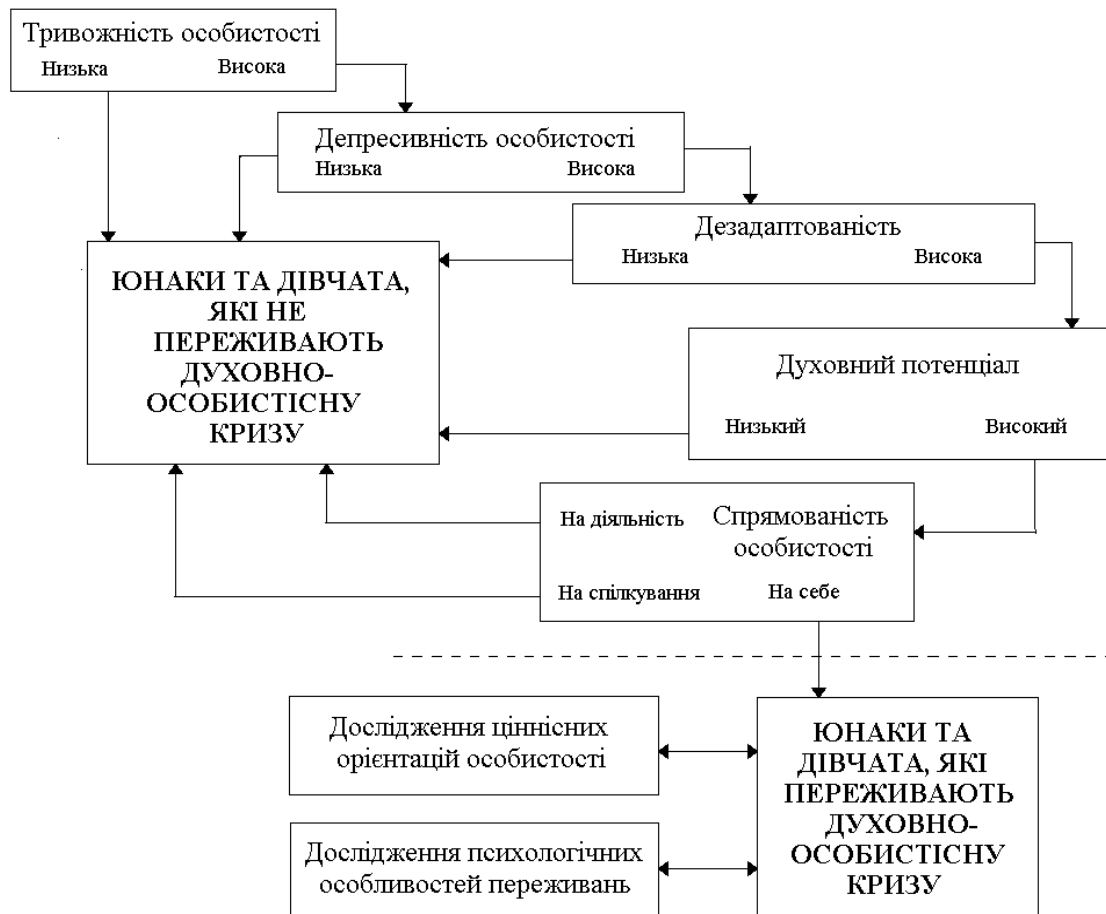 Тривожність особистості
Низька Висока
Депресивність особистості
Низька Висока
Дезадаптованість
Низька Висока
ЮНАКИ ТА ДІВЧАТА,
ЯКІ НЕ
ПЕРЕЖИВАЮТЬ
ДУХОВНО-
ОСОБИСТІСНУ
КРИЗУ
Духовний потенціал
Низький Високий
На діяльність Спрямованість
особистості
На спілкування На себе
Дослідження ціннісних
орієнтацій особистості
Дослідження психологічних
особливостей переживань
ЮНАКИ ТА
ДІВЧАТА, ЯКІ
ПЕРЕЖИВАЮТЬ
ДУХОВНО-
ОСОБИСТІСНУ
КРИЗУ